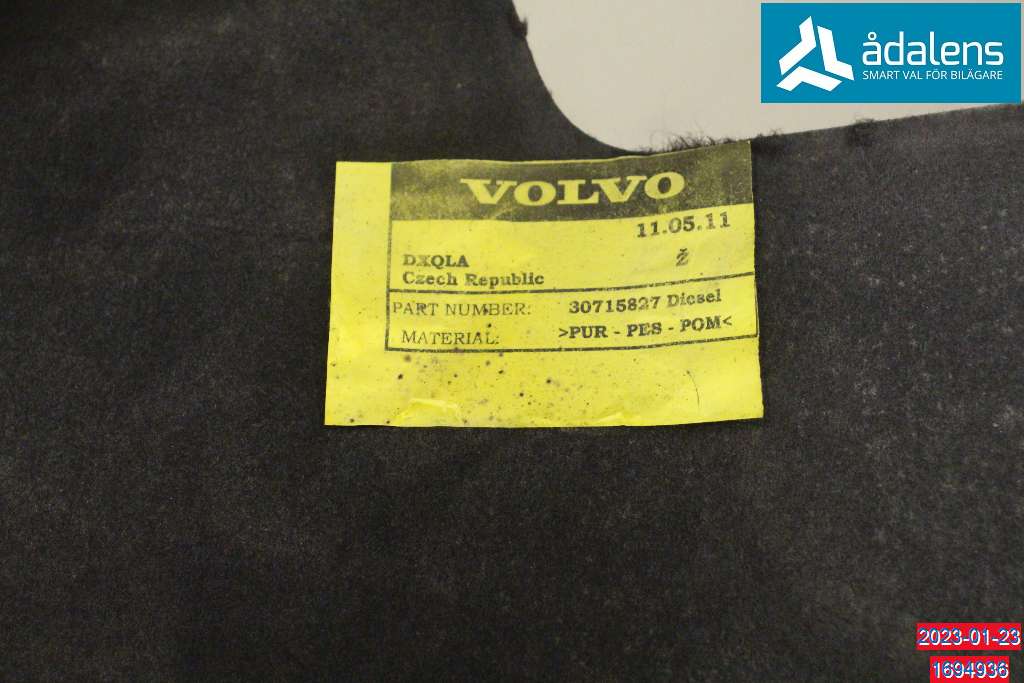 ådalens
SMART VAL FÖR BILÄGARE
VOLVO
11.05.11
DXQLA Ž
Czech Republic
PART NUMBER: 30715827 Diesel
MATERIAL: >PUR - PES - POM<
2023-01-23
1694936